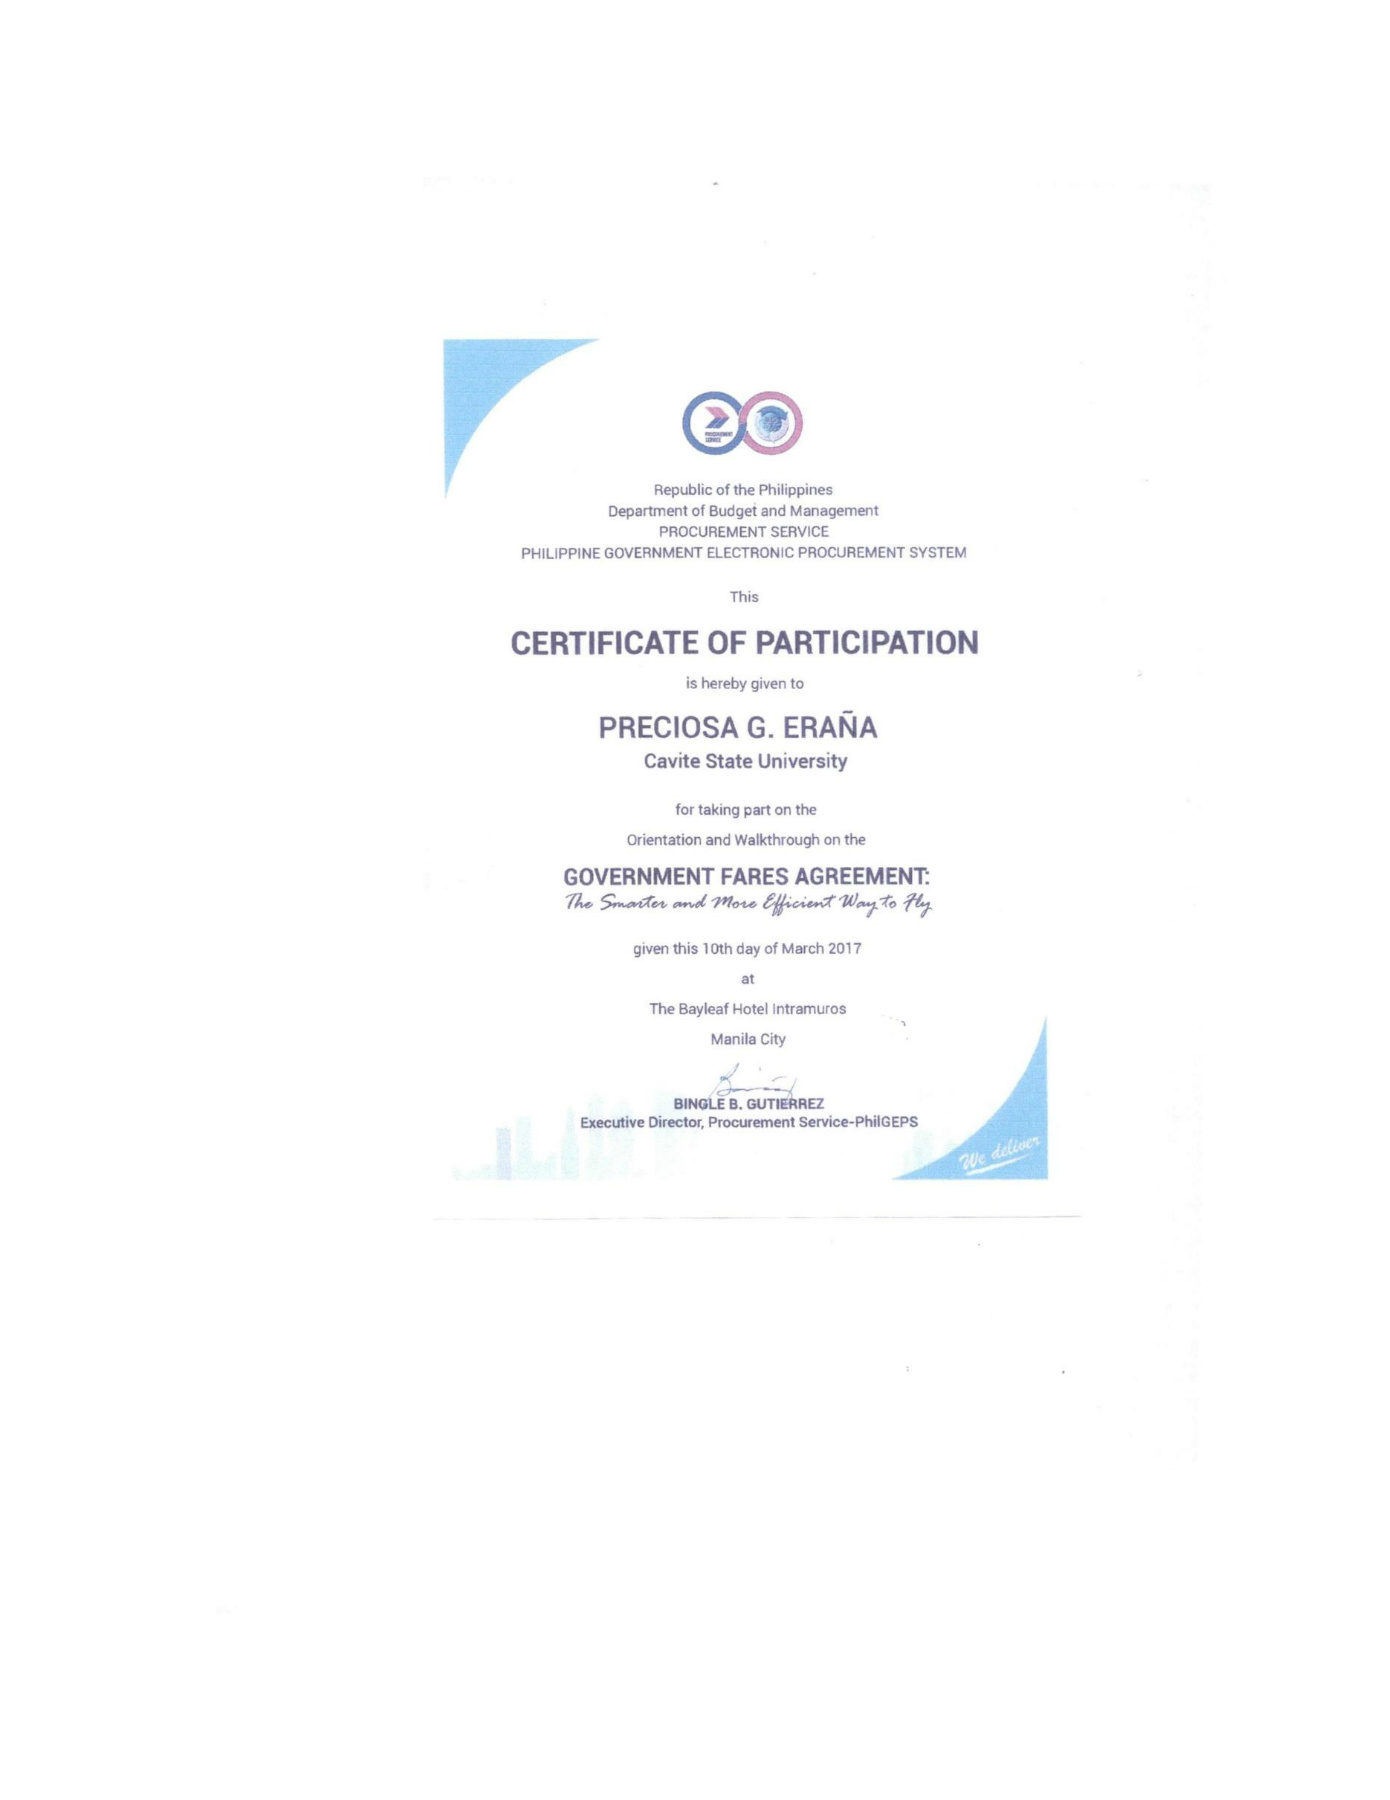 PROCUREMENT
SERVICE
Republic of the Philippines
Department of Budget and Management
PROCUREMENT SERVICE
PHILIPPINE GOVERNMENT ELECTRONIC PROCUREMENT SYSTEM
This
CERTIFICATE OF PARTICIPATION
is hereby given to
PRECIOSA G. ERAÑA
Cavite State University
for taking part on the
Orientation and Walkthrough on the
GOVERNMENT FARES AGREEMENT:
The Smarter and More Efficient Way to Fly
given this 10th day of March 2017
at
The Bayleaf Hotel Intramuros
Manila City
BINGLE B. GUTIERREZ
Executive Director, Procurement Service-PhilGEPS
We deliver